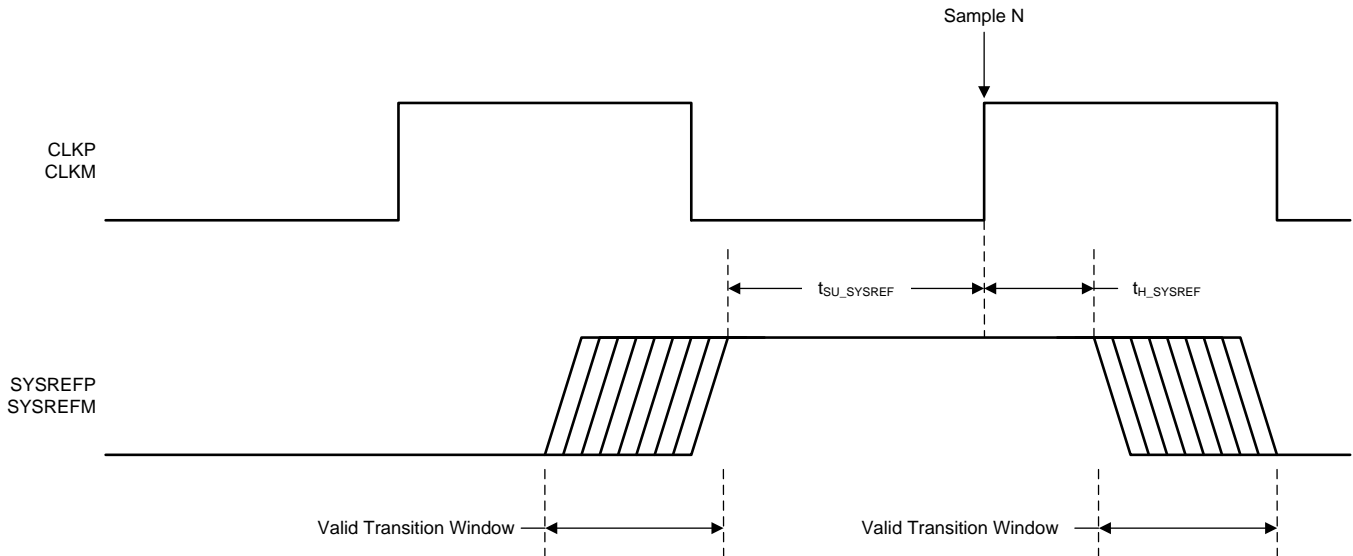 Sample N
CLKP
CLKM
tSU_SYSREF
tH_SYSREF
SYSREFP
SYSREFM
Valid Transition Window
Valid Transition Window